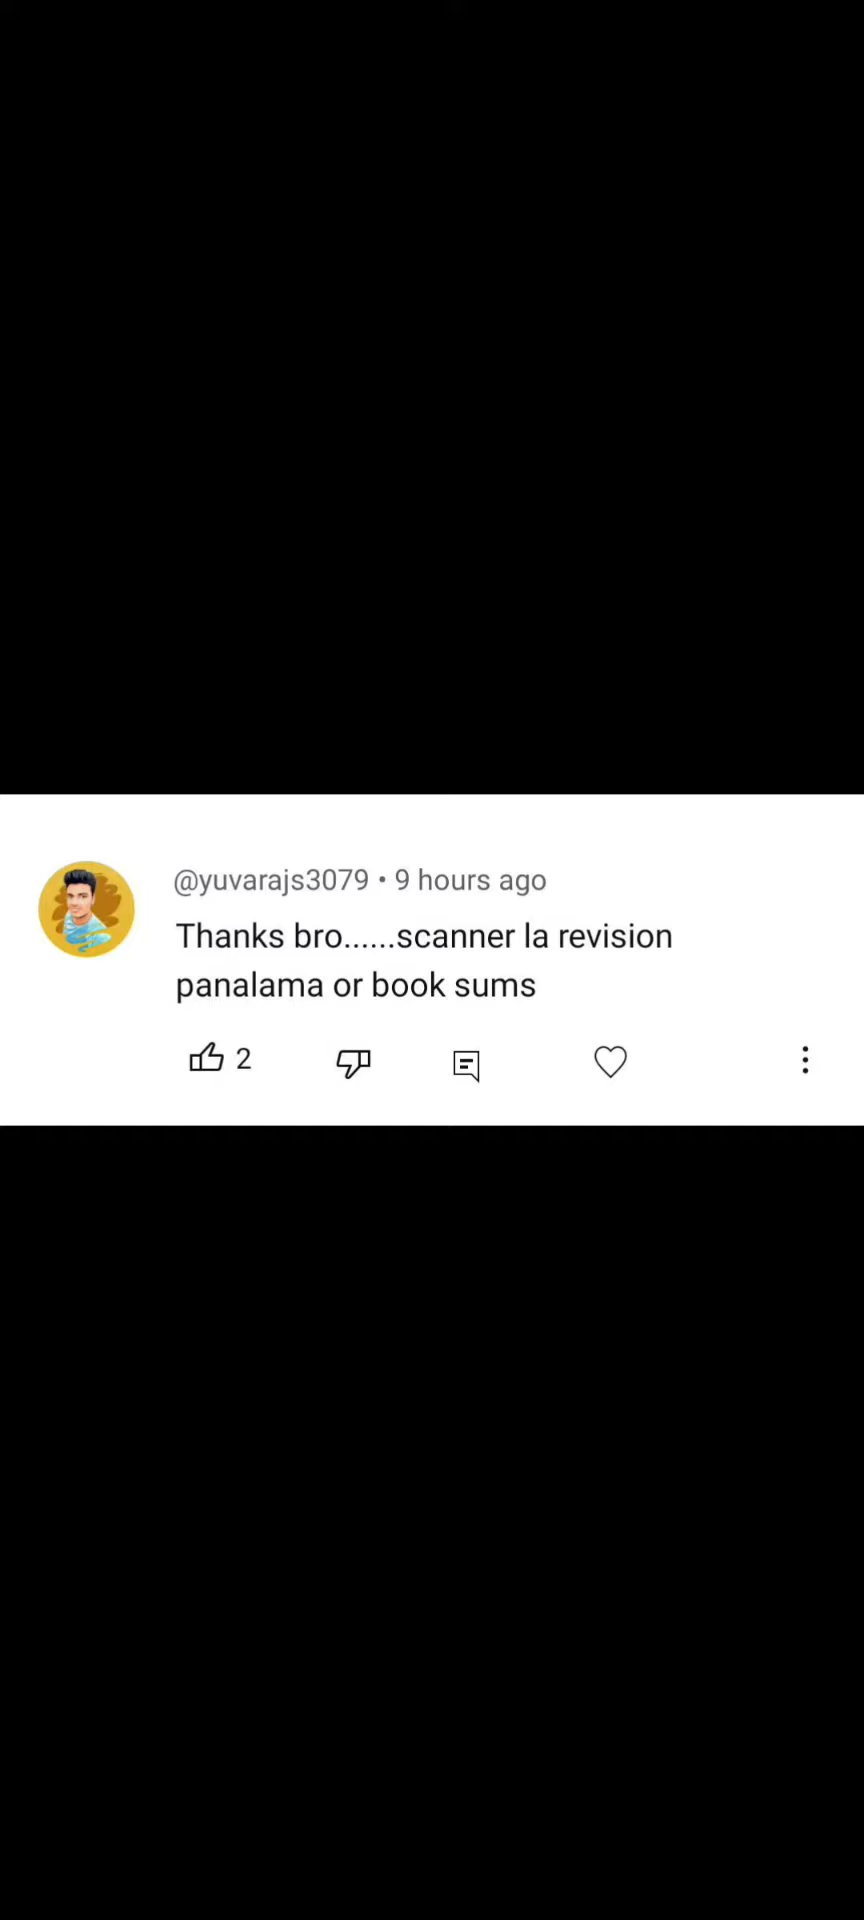 @yuvarajs3079 • 9 hours ago
Thanks bro......scanner la revision
panalama or book sums
2